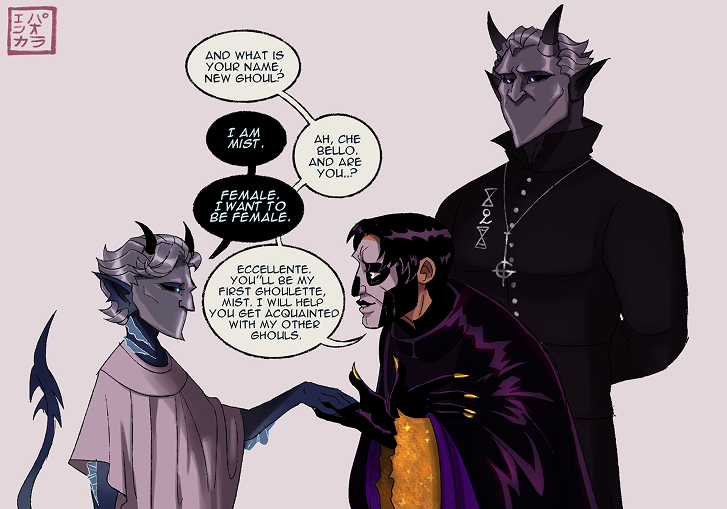 パオラ
エシカ
AND WHAT IS
YOUR NAME,
NEW GHOUL?
I AM
MIST.
AH, CHE
BELLO.
AND ARE
YOU..?
FEMALE.
I WANT TO
BE FEMALE.
ECCELLENTE.
YOU"LL BE MY
FIRST GHOULETTE,
MIST. I WILL HELP
YOU GET ACQUAINTED
WITH MY OTHER
GHOULS.